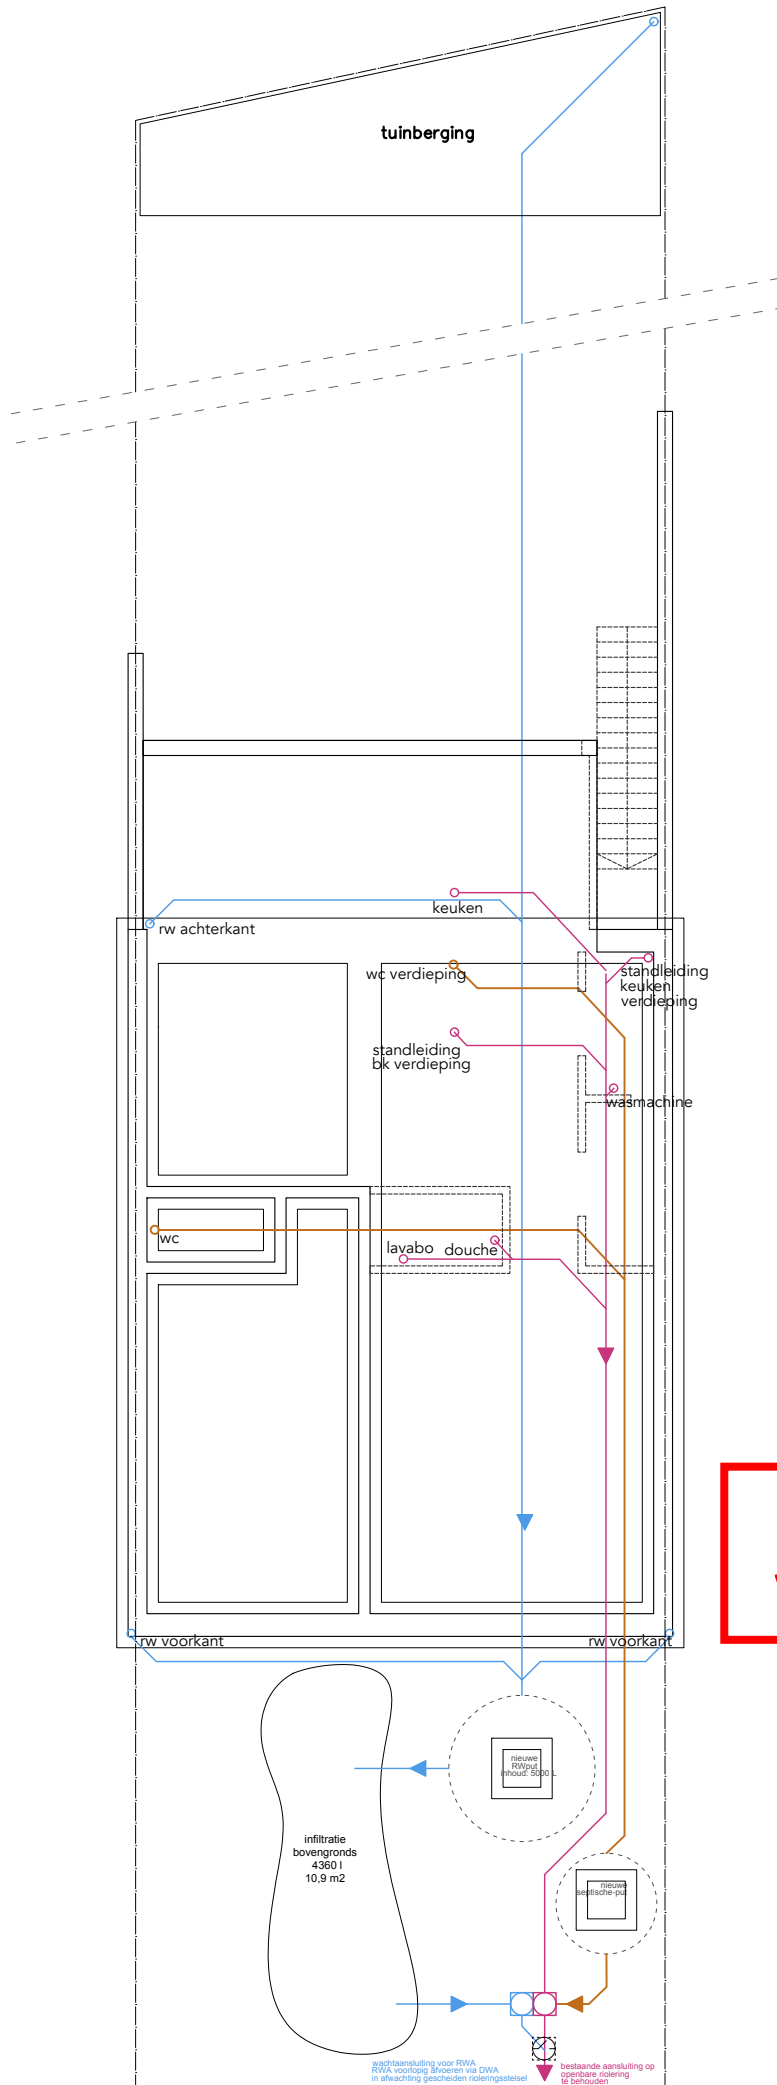 tuinberging
keuken
rw achterkant
wc verdieping
standleiding
keuken
verdieping
standleiding
bk verdieping
wasmachine
wc
lavabo
douche
rw voorkant
rw voorkant
nieuwe
RWput
inhoud: 5000 L
infiltratie
bovengronds
4360 l
10,9 m2
nieuwe
septische-put
wachtaansluiting voor RWA
RWA voorlopig afvoeren via DWA
in afwachting gescheiden rioleringsstelsel
bestaande aansluiting op
openbare riolering
te behouden